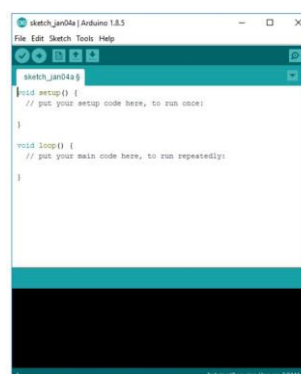 sketch_jan04a | Arduino 1.8.5
File Edit Sketch Tools Help
sketch_jan04a §
void setup() {
// put your setup code here, to run once:
}
void loop() {
// put your main code here, to run repeatedly:
}